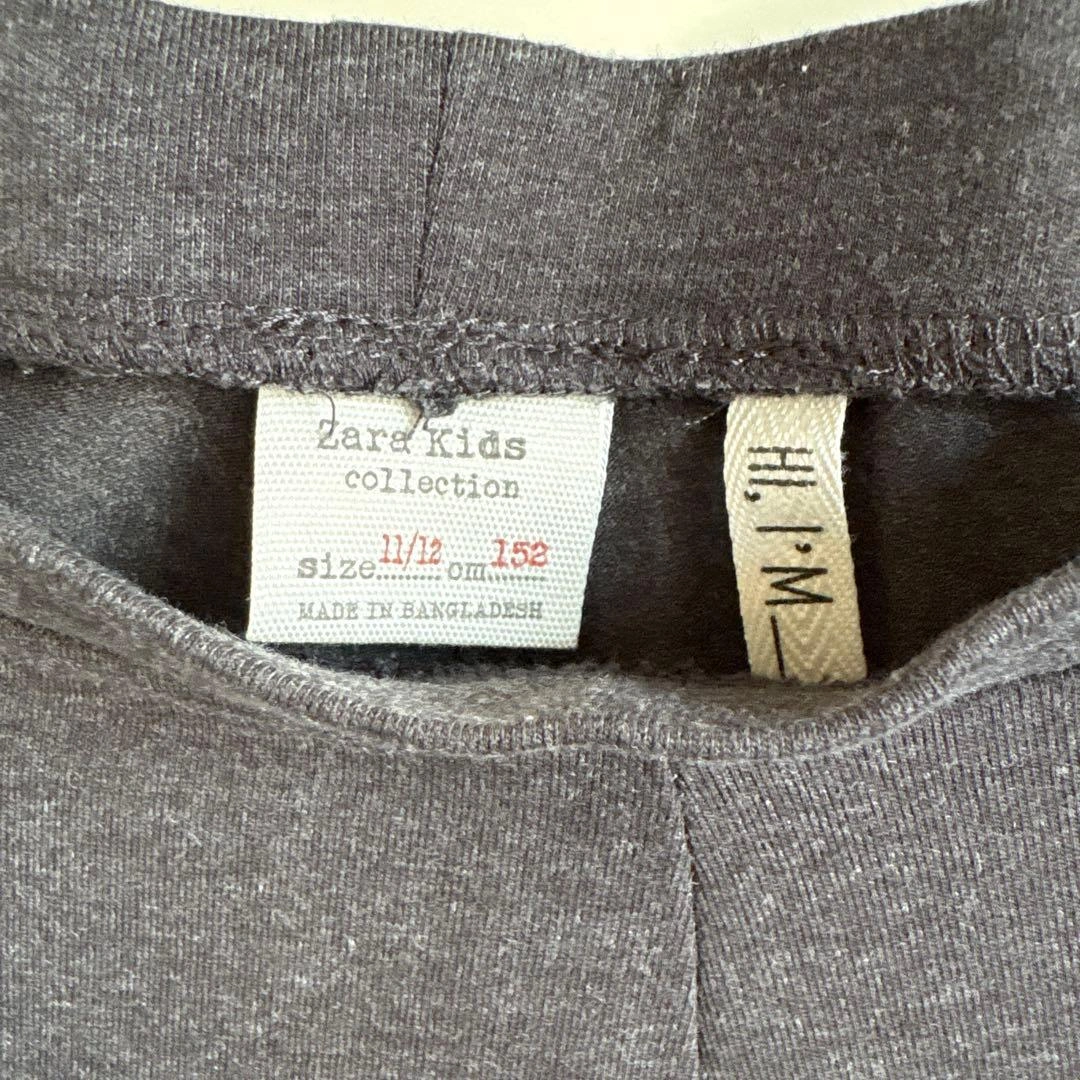 Zara Kids
collection
size 11/12 cm 152
MADE IN BANGLADESH
HI, I'M